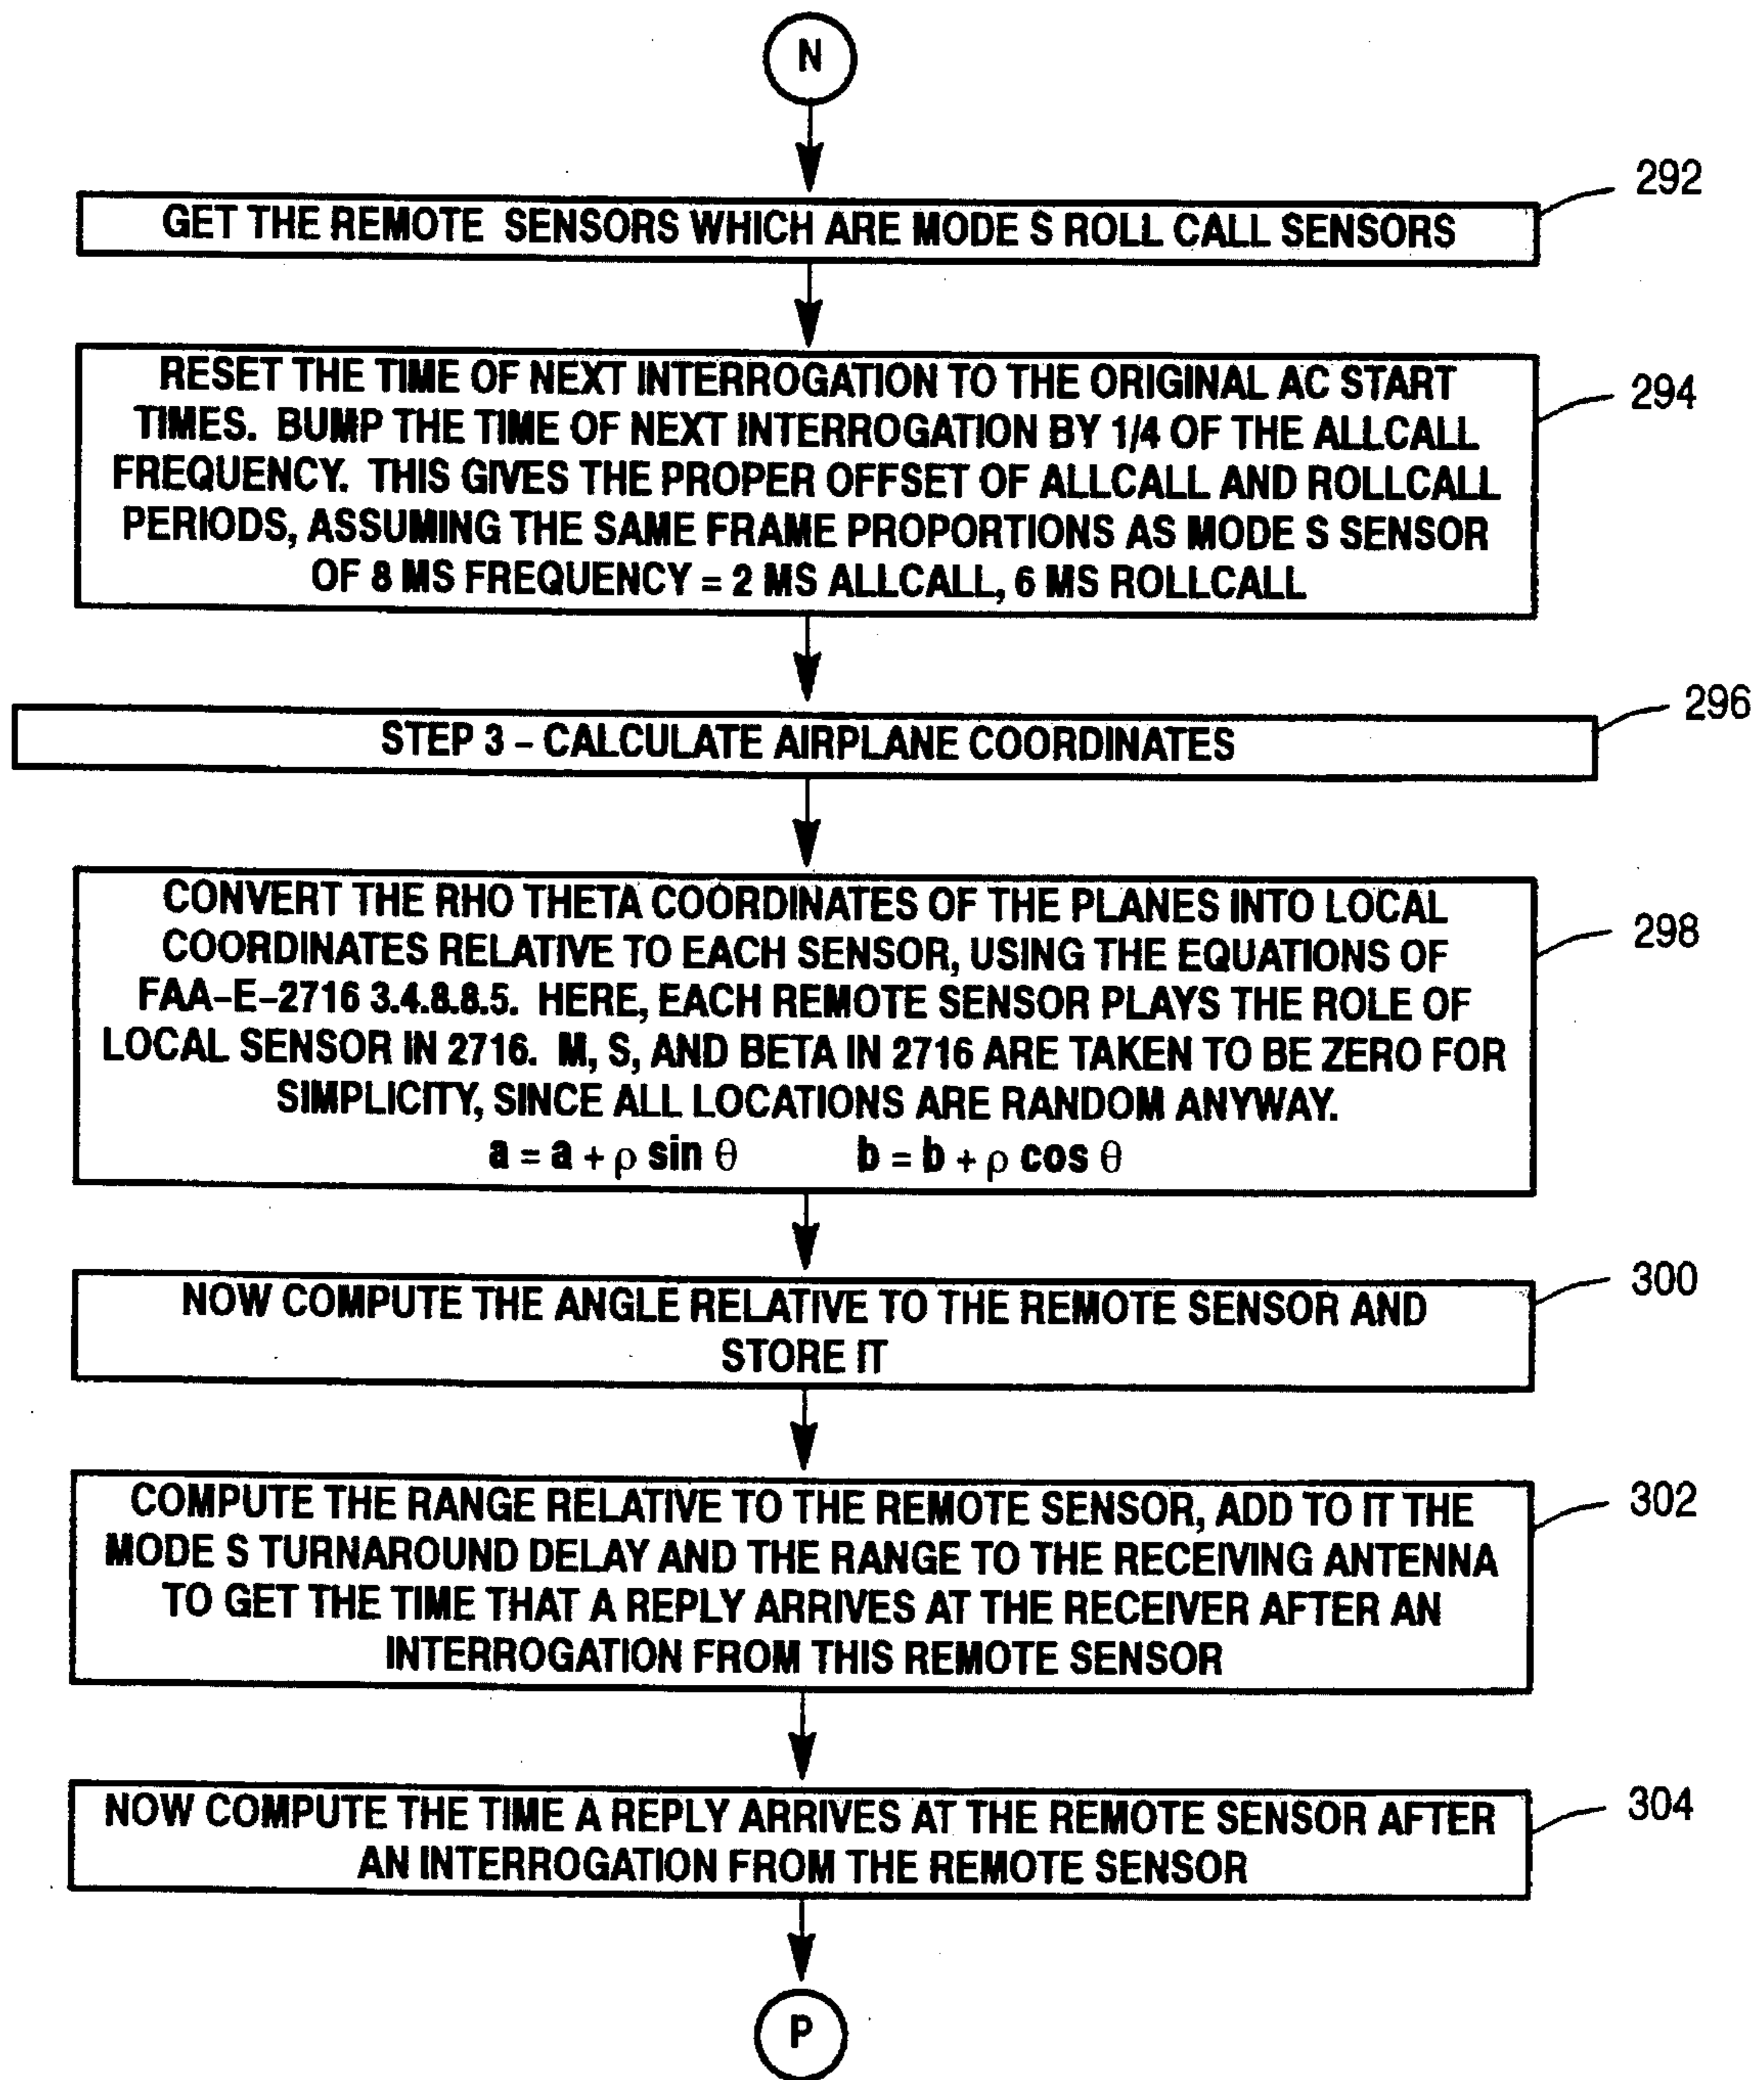 N
292
GET THE REMOTE SENSORS WHICH ARE MODE S ROLL CALL SENSORS
294
RESET THE TIME OF NEXT INTERROGATION TO THE ORIGINAL AC START
TIMES. BUMP THE TIME OF NEXT INTERROGATION BY 1/4 OF THE ALLCALL
FREQUENCY. THIS GIVES THE PROPER OFFSET OF ALLCALL AND ROLLCALL
PERIODS, ASSUMING THE SAME FRAME PROPORTIONS AS MODE S SENSOR
OF 8 MS FREQUENCY = 2 MS ALLCALL, 6 MS ROLLCALL
296
STEP 3 – CALCULATE AIRPLANE COORDINATES
298
CONVERT THE RHO THETA COORDINATES OF THE PLANES INTO LOCAL
COORDINATES RELATIVE TO EACH SENSOR, USING THE EQUATIONS OF
FAA–E–2716 3.4.8.8.5. HERE, EACH REMOTE SENSOR PLAYS THE ROLE OF
LOCAL SENSOR IN 2716. M, S, AND BETA IN 2716 ARE TAKEN TO BE ZERO FOR
SIMPLICITY, SINCE ALL LOCATIONS ARE RANDOM ANYWAY.
a = a + ρ sin θ b = b + ρ cos θ
300
NOW COMPUTE THE ANGLE RELATIVE TO THE REMOTE SENSOR AND
STORE IT
302
COMPUTE THE RANGE RELATIVE TO THE REMOTE SENSOR, ADD TO IT THE
MODE S TURNAROUND DELAY AND THE RANGE TO THE RECEIVING ANTENNA
TO GET THE TIME THAT A REPLY ARRIVES AT THE RECEIVER AFTER AN
INTERROGATION FROM THIS REMOTE SENSOR
304
NOW COMPUTE THE TIME A REPLY ARRIVES AT THE REMOTE SENSOR AFTER
AN INTERROGATION FROM THE REMOTE SENSOR
P